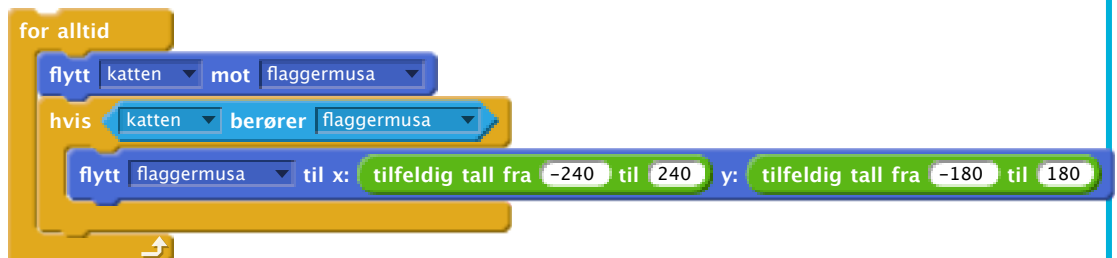 for alltid
flytt katten mot flaggermusa
hvis katten berører flaggermusa
flytt flaggermusa til x: tilfeldig tall fra -240 til 240 y: tilfeldig tall fra -180 til 180